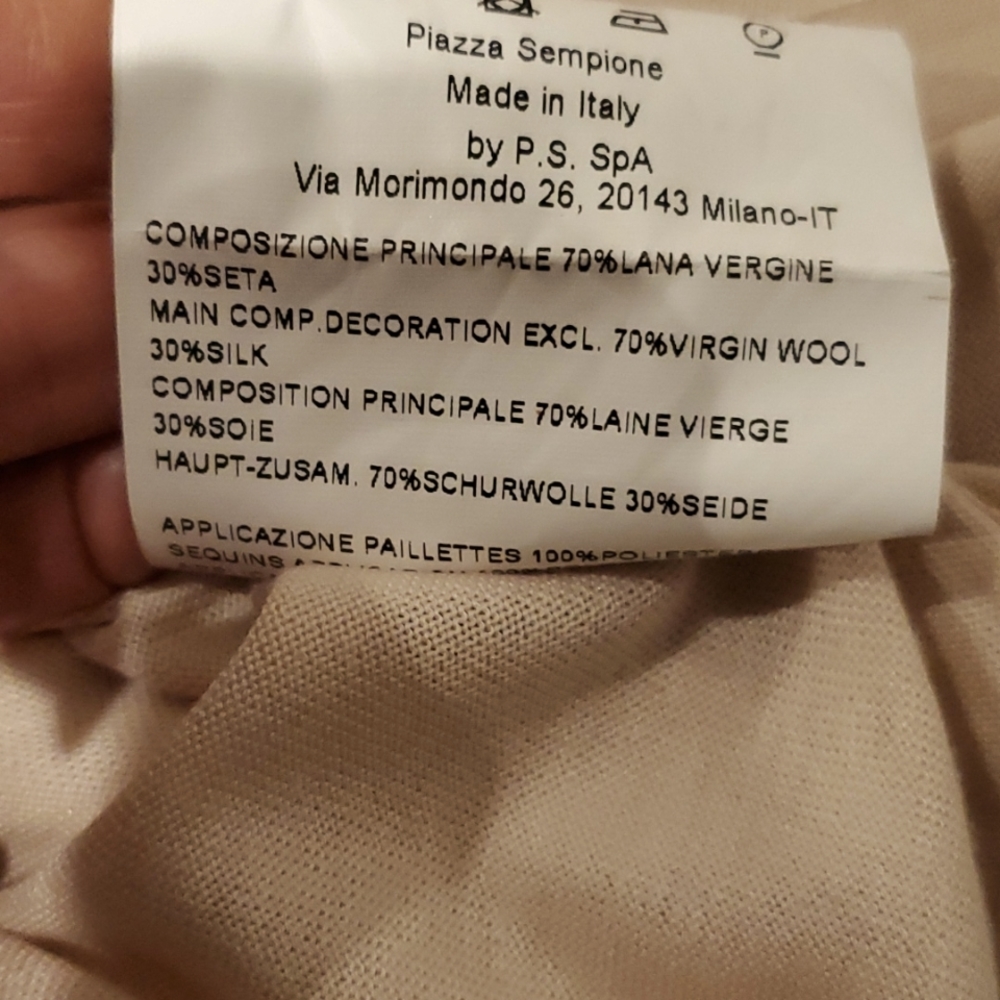 P
Piazza Sempione
Made in Italy
by P.S. SpA
Via Morimondo 26, 20143 Milano-IT
COMPOSIZIONE PRINCIPALE 70%LANA VERGINE
30%SETA
MAIN COMP.DECORATION EXCL. 70%VIRGIN WOOL
30%SILK
COMPOSITION PRINCIPALE 70%LAINE VIERGE
30%SOIE
HAUPT-ZUSAM. 70%SCHURWOLLE 30%SEIDE
APPLICAZIONE PAILLETTES 100%
SEQUINS